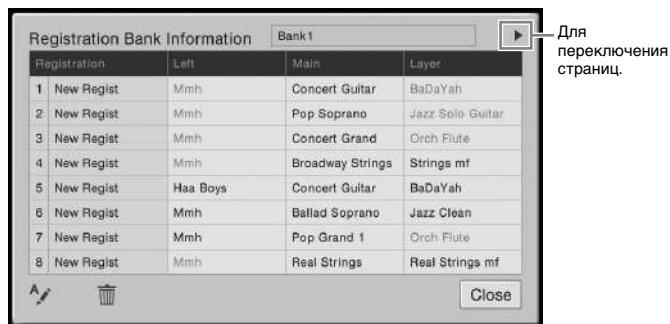 Registration Bank Information Bank1
Registration Left Main Layer
1 New Regist Mmh Concert Guitar BaDaYah
2 New Regist Mmh Pop Soprano Jazz Solo Guitar
3 New Regist Mmh Concert Grand Orch Flute
4 New Regist Mmh Broadway Strings Strings mf
5 New Regist Haa Boys Concert Guitar BaDaYah
6 New Regist Mmh Ballad Soprano Jazz Clean
7 New Regist Mmh Pop Grand 1 Orch Flute
8 New Regist Mmh Real Strings Real Strings mf
A Close
Для
переключения
страниц.